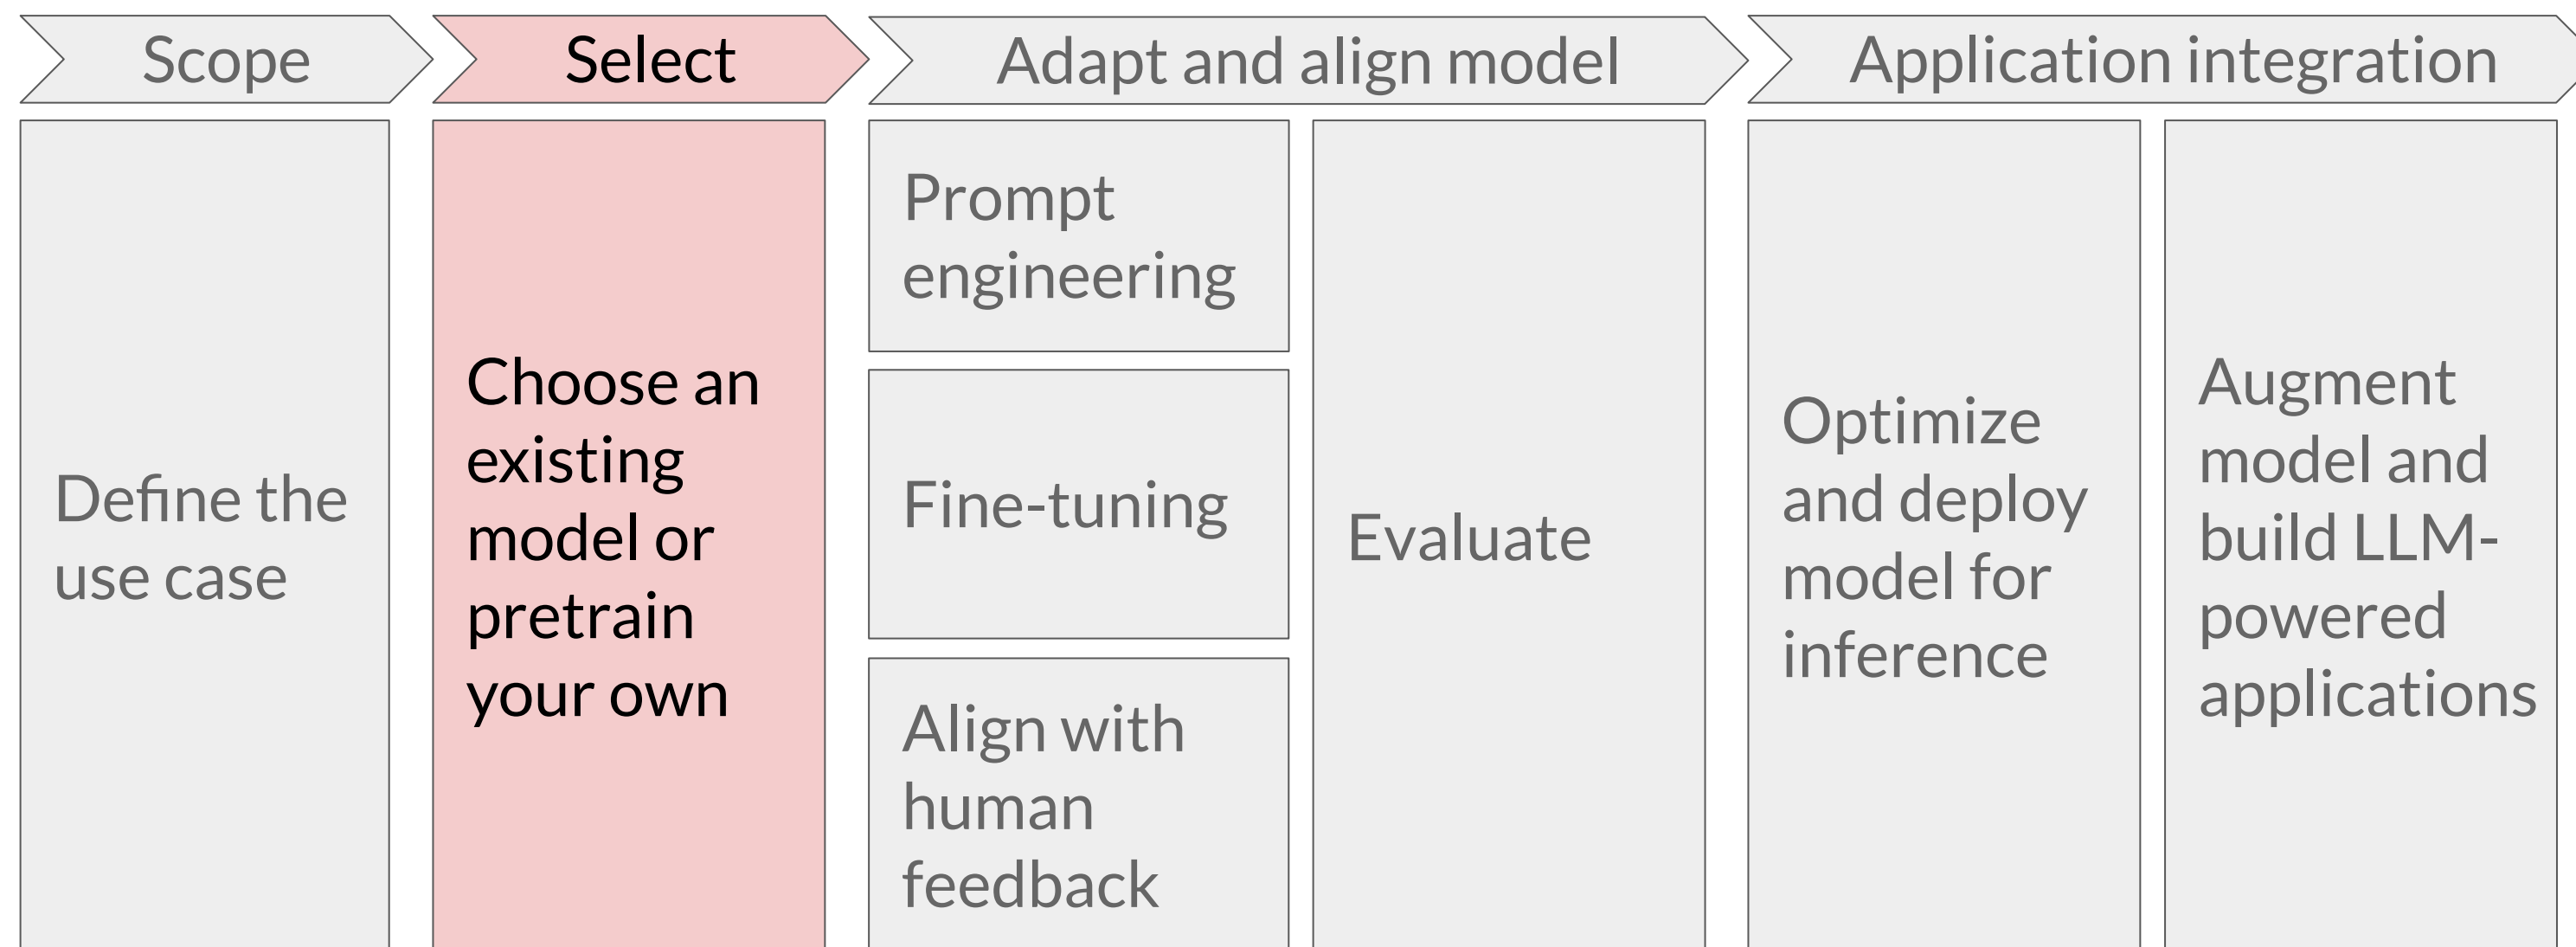 Scope
Select
Adapt and align model
Application integration
Define the
use case
Choose an
existing
model or
pretrain
your own
Prompt
engineering
Fine-tuning
Align with
human
feedback
Evaluate
Optimize
and deploy
model for
inference
Augment
model and
build LLM-
powered
applications